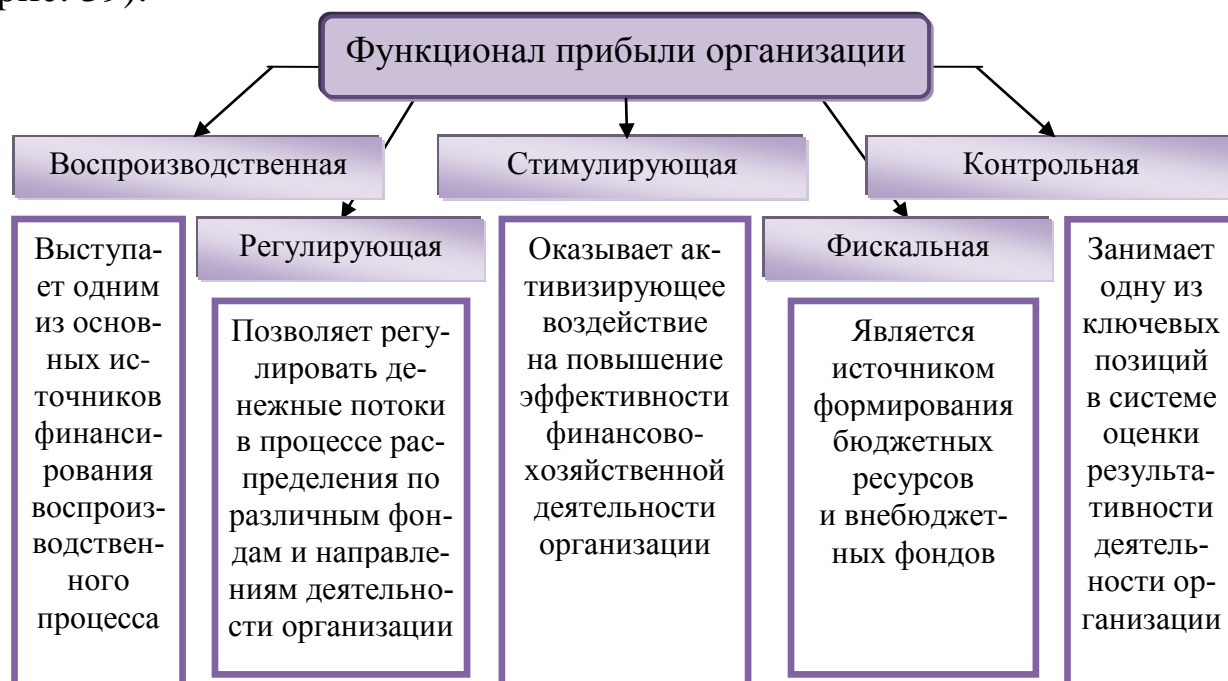 рис. 39).
Функционал прибыли организации
Воспроизводственная
Стимулирующая
Контрольная
Регулирующая
Фискальная
Выступа-
ет одним
из основ-
ных ис-
точников
финанси-
рования
воспроиз-
водствен-
ного
процесса
Позволяет регу-
лировать де-
нежные потоки
в процессе рас-
пределения по
различным фон-
дам и направле-
ниям деятельно-
сти организации
Оказывает ак-
тивизирующее
воздействие
на повышение
эффективности
финансово-
хозяйственной
деятельности
организации
Является
источником
формирования
бюджетных
ресурсов
и внебюджет-
ных фондов
Занимает
одну из
ключевых
позиций
в системе
оценки
результа-
тивности
деятель-
ности ор-
ганизации